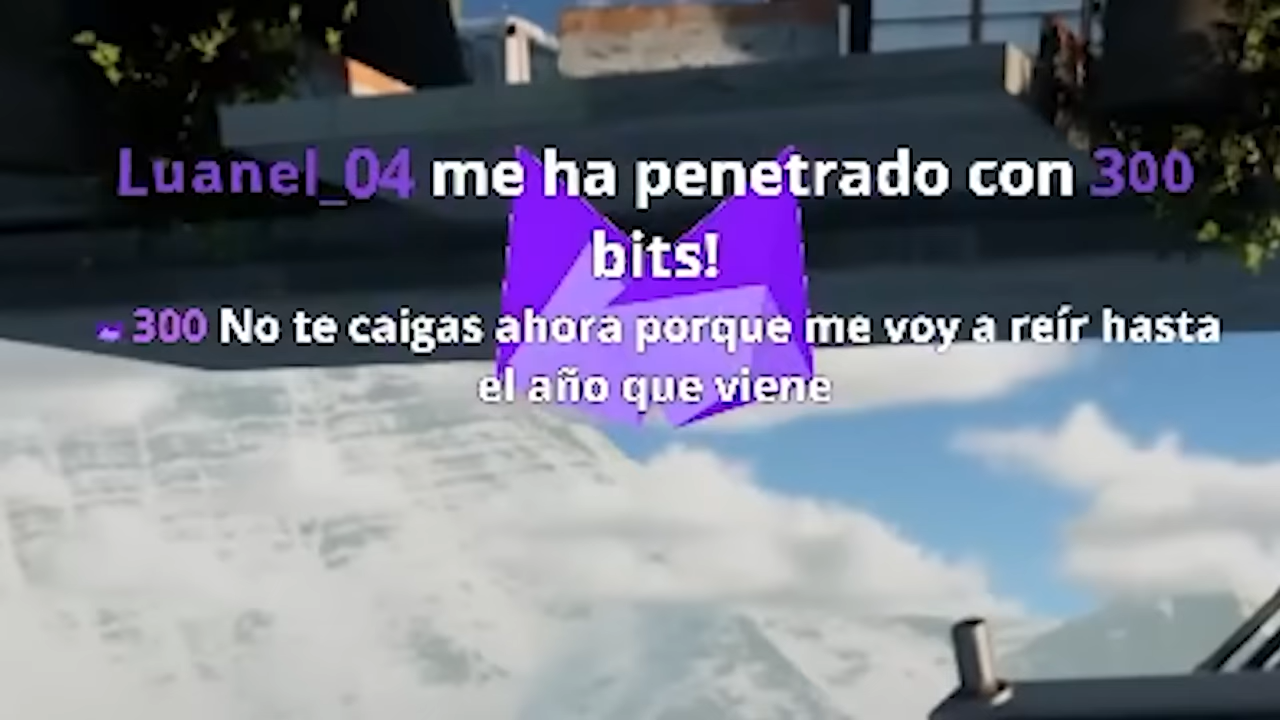 Luanel_04 me ha penetrado con 300
bits!
300 No te caigas ahora porque me voy a reír hasta
el año que viene